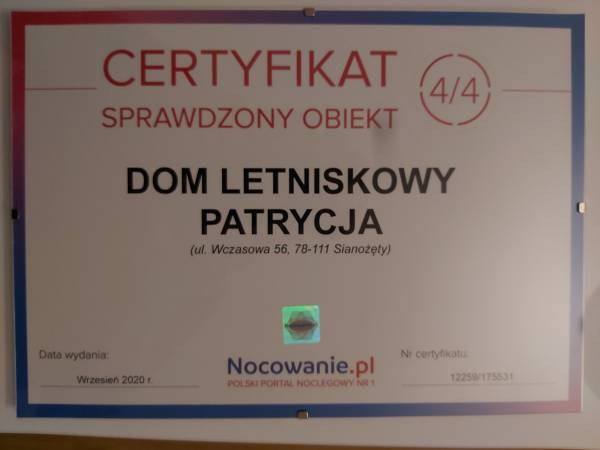 CERTYFIKAT
4/4
SPRAWDZONY OBIEKT
DOM LETNISKOWY
PATRYCJA
(ul. Wczasowa 56, 78-111 Sianożęty)
Data wydania:
Wrzesień 2020 r.
Nocowanie.pl
POLSKI PORTAL NOCLEGOWY NR 1
Nr certyfikatu:
12259/175531